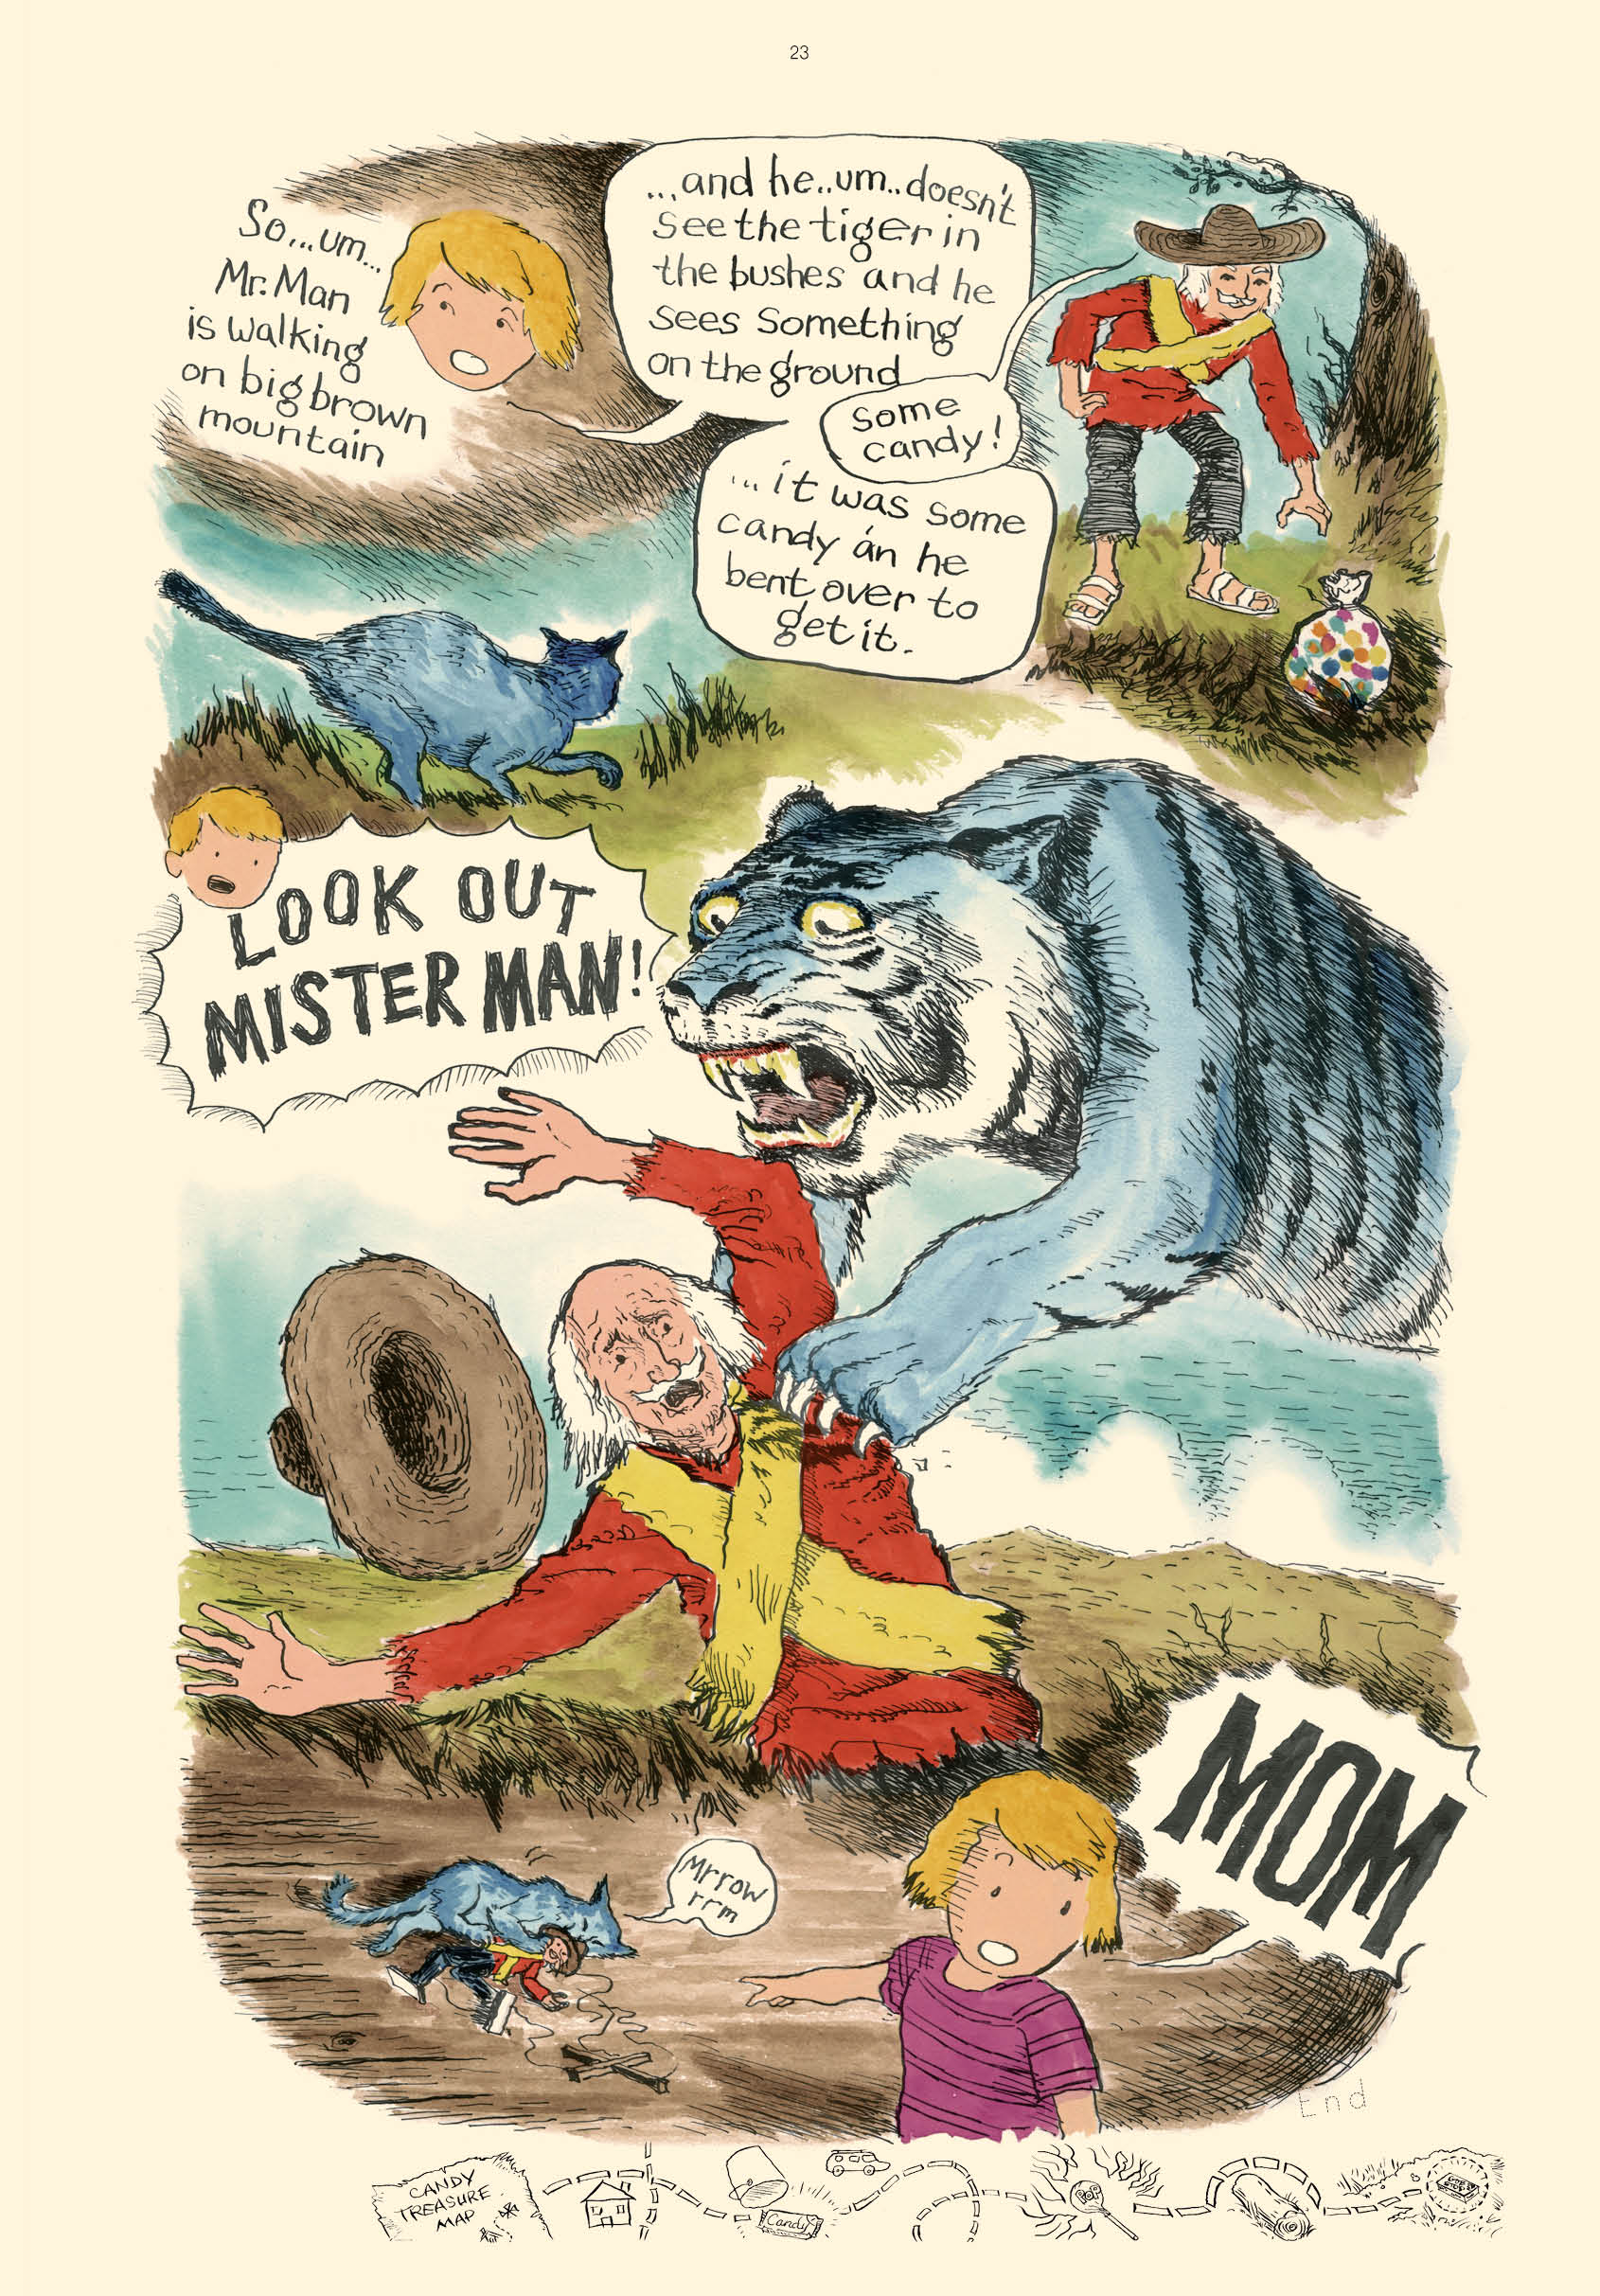 23
So...um...
Mr. Man
is walking
on big brown
mountain
...and he..um..doesn't
see the tiger in
the bushes and he
sees something
on the ground
some
candy!
...it was some
candy án he
bent over to
get it.
LOOK OUT
MISTER MAN!
MOM
Mrrow
rrm
End
CANDY
TREASURE
MAP
Candy
POP